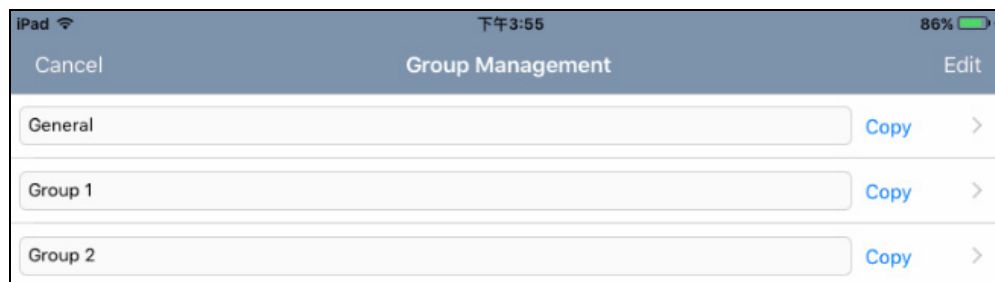 iPad 下午3:55 86%
Cancel Group Management Edit
General Copy
Group 1 Copy
Group 2 Copy